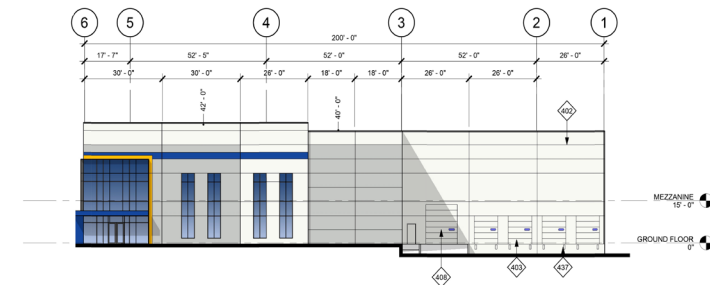 6 5 4 3 2 1
200' - 0"
17' - 7" 52' - 5" 52' - 0" 52' - 0" 26' - 0"
30' - 0" 30' - 0" 26' - 0" 18' - 0" 18' - 0" 26' - 0" 26' - 0"
42' - 0"
40' - 0"
402
MEZZANINE
15' - 0"
GROUND FLOOR
0"
408 403 437